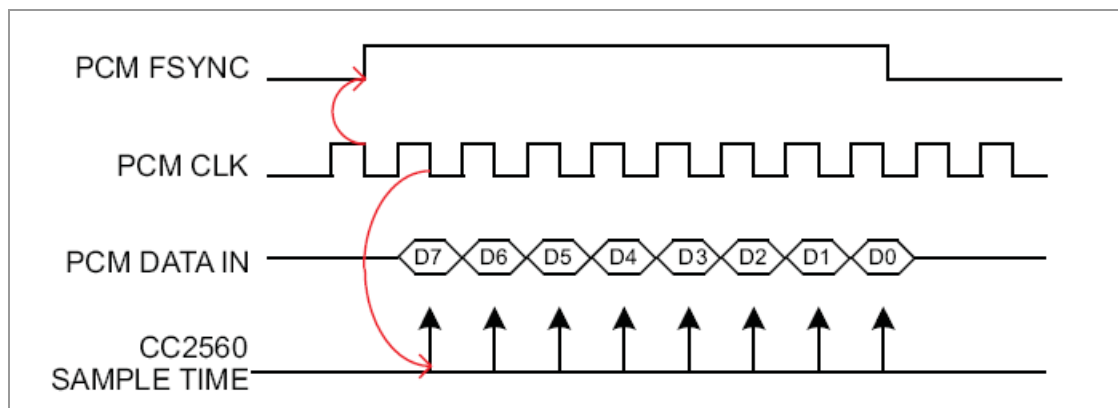 PCM FSYNC
PCM CLK
PCM DATA IN
D7 D6 D5 D4 D3 D2 D1 D0
CC2560
SAMPLE TIME